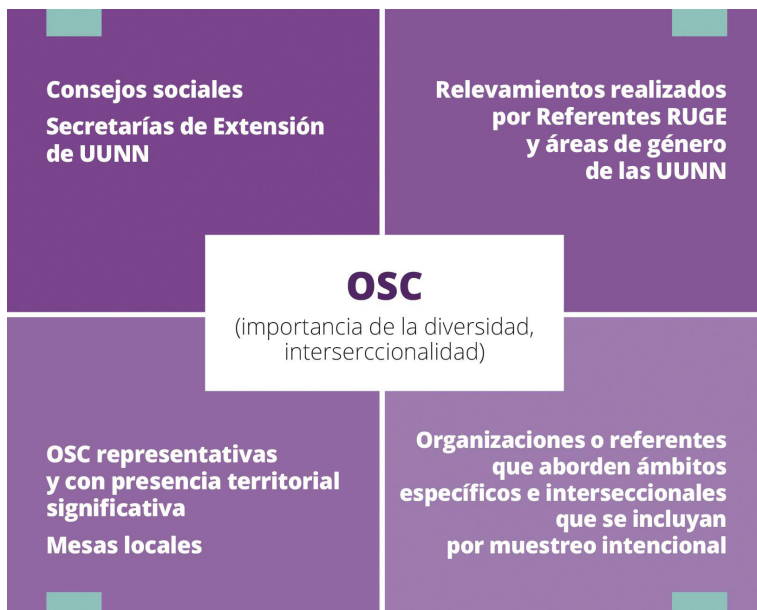 Consejos sociales
Secretarías de Extensión
de UUNN
Relevamientos realizados
por Referentes RUGE
y áreas de género
de las UUNN
OSC
(importancia de la diversidad,
interserccionalidad)
OSC representativas
y con presencia territorial
significativa
Mesas locales
Organizaciones o referentes
que aborden ámbitos
específicos e interseccionales
que se incluyan
por muestreo intencional